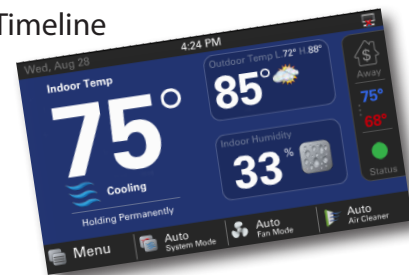 Timeline
Wed, Aug 28
4:24 PM
Indoor Temp
75°
Cooling
Holding Permanently
Outdoor Temp L:72° H:88°
85°
Indoor Humidity
33%
$
Away
75°
68°
Status
Menu
Auto
System Mode
Auto
Fan Mode
Auto
Air Cleaner